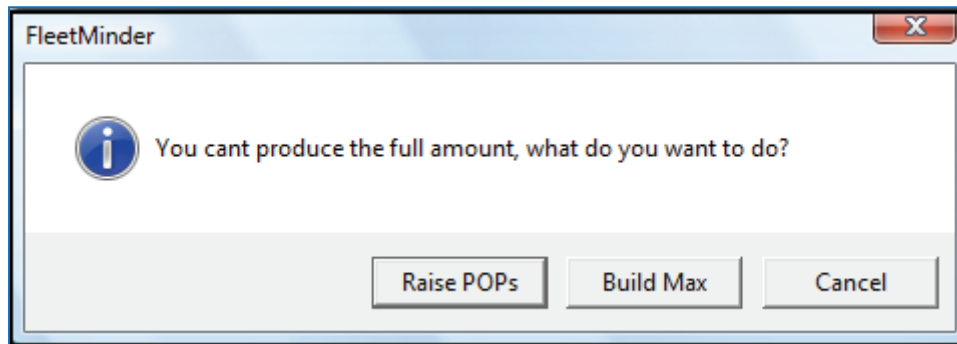 FleetMinder
You cant produce the full amount, what do you want to do?
Raise POPs Build Max Cancel